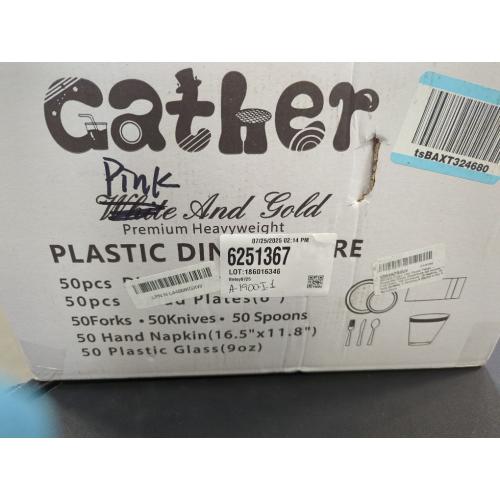 Gather
tsBAXT324680
Pink
White And Gold
Premium Heavyweight
PLASTIC
07/25/2025 02:14 PM
6251367
LOT:186016346
A-1900-I-1
50pcs
50pcs Plates
50Forks • 50Knives • 50 Spoons
50 Hand Napkin(16.5"x11.8")
50 Plastic Glass(9oz)